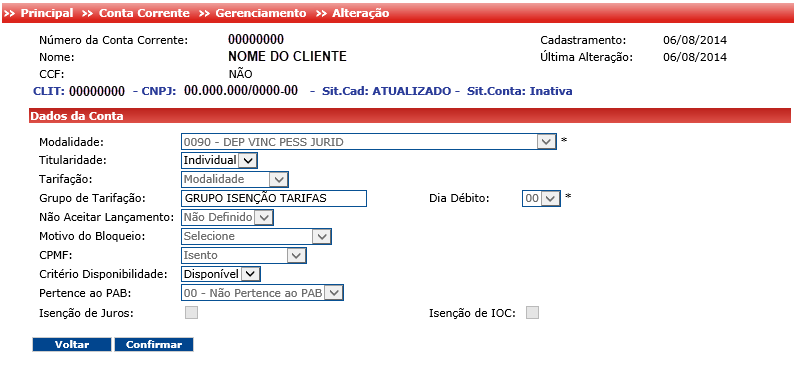 >> Principal >> Conta Corrente >> Gerenciamento >> Alteração
Número da Conta Corrente: 00000000 Cadastramento: 06/08/2014
Nome: NOME DO CLIENTE Última Alteração: 06/08/2014
CCF: NÃO
CLIT: 00000000 - CNPJ: 00.000.000/0000-00 - Sit.Cad: ATUALIZADO - Sit.Conta: Inativa
Dados da Conta
Modalidade: 0090 - DEP VINC PESS JURID *
Titularidade: Individual
Tarifação: Modalidade
Grupo de Tarifação: GRUPO ISENÇÃO TARIFAS Dia Débito: 00 *
Não Aceitar Lançamento: Não Definido
Motivo do Bloqueio: Selecione
CPMF: Isento
Critério Disponibilidade: Disponível
Pertence ao PAB: 00 - Não Pertence ao PAB
Isenção de Juros: Isenção de IOC:
Voltar Confirmar